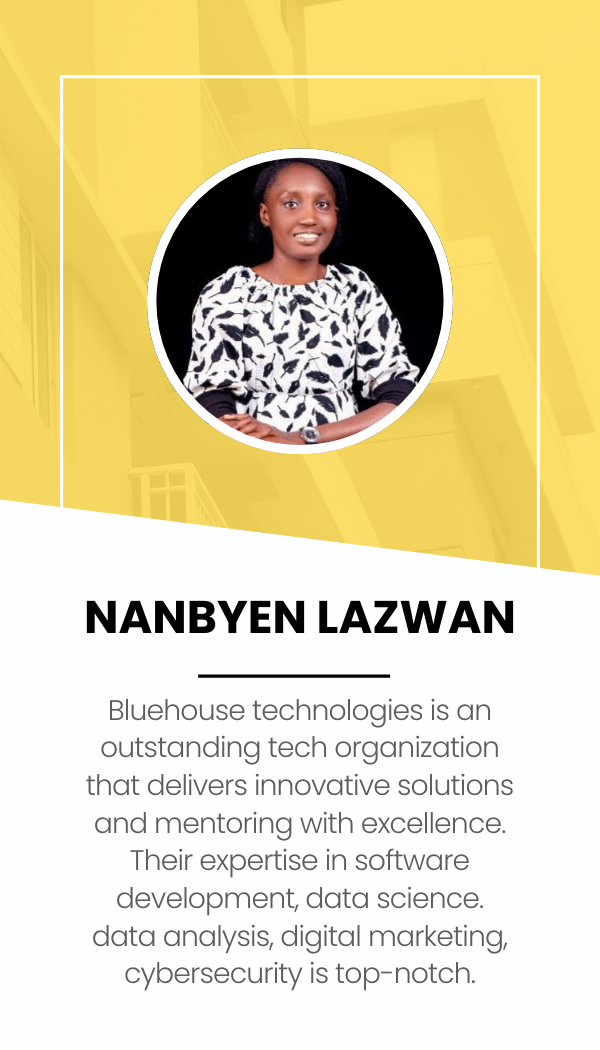 NANBYEN LAZWAN
Bluehouse technologies is an
outstanding tech organization
that delivers innovative solutions
and mentoring with excellence.
Their expertise in software
development, data science.
data analysis, digital marketing,
cybersecurity is top-notch.